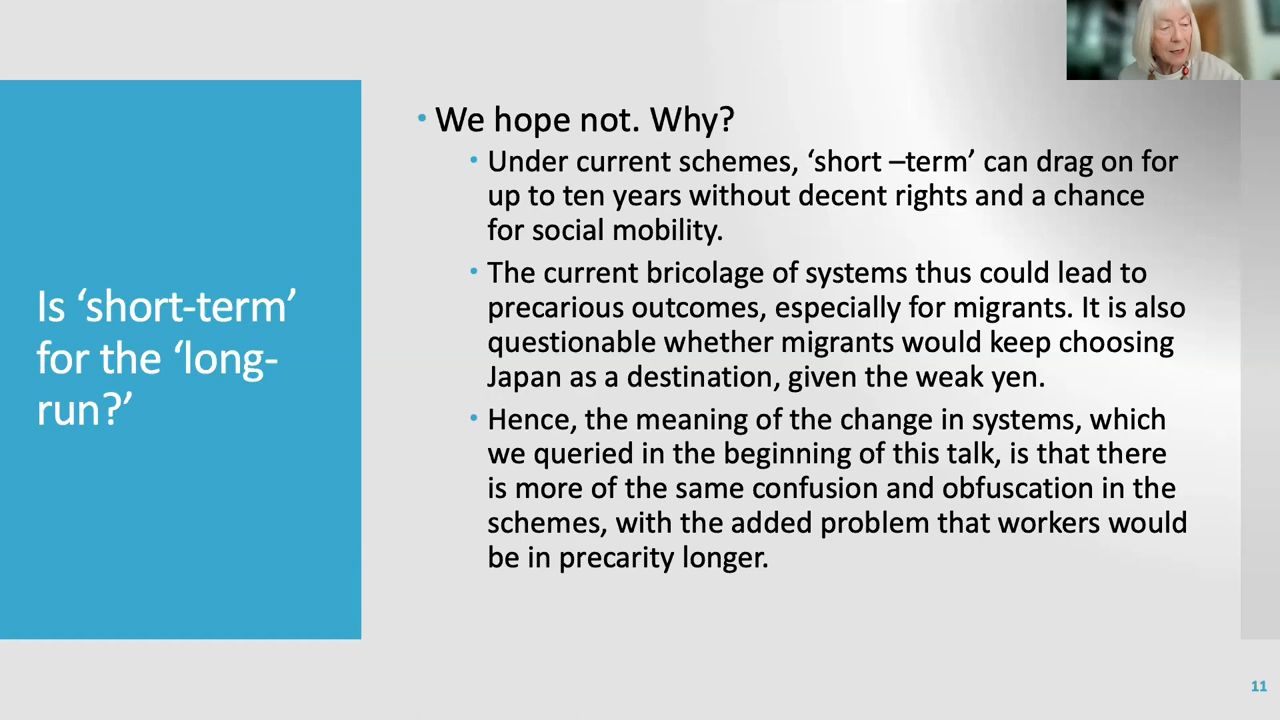 Is ‘short-term’
for the ‘long-
run?’
• We hope not. Why?
• Under current schemes, ‘short –term’ can drag on for
up to ten years without decent rights and a chance
for social mobility.
• The current bricolage of systems thus could lead to
precarious outcomes, especially for migrants. It is also
questionable whether migrants would keep choosing
Japan as a destination, given the weak yen.
• Hence, the meaning of the change in systems, which
we queried in the beginning of this talk, is that there
is more of the same confusion and obfuscation in the
schemes, with the added problem that workers would
be in precarity longer.
11